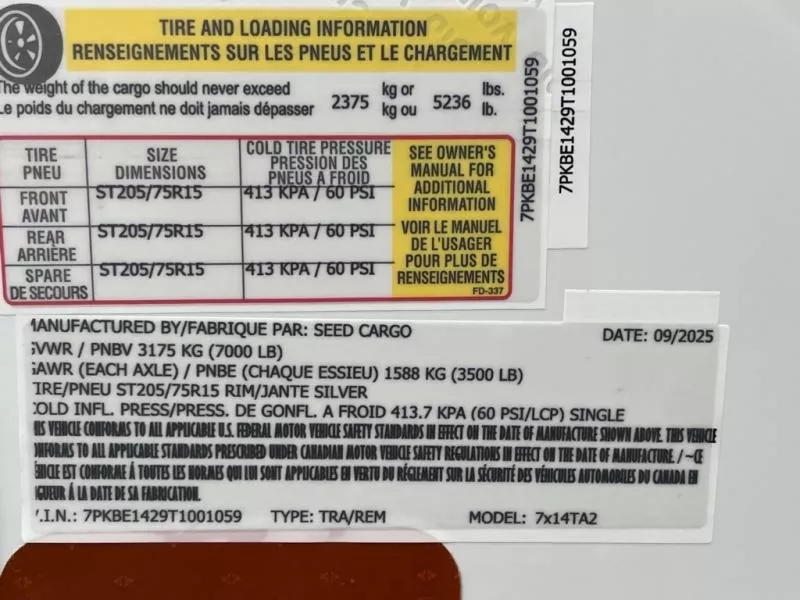 TIRE AND LOADING INFORMATION
RENSEIGNEMENTS SUR LES PNEUS ET LE CHARGEMENT
The weight of the cargo should never exceed 2375 kg or 5236 lbs.
Le poids du chargement ne doit jamais dépasser kg ou lb.
TIRE PNEU
SIZE DIMENSIONS
COLD TIRE PRESSURE
PRESSION DES PNEUS A FROID
FRONT AVANT ST205/75R15 413 KPA / 60 PSI
REAR ARRIÈRE ST205/75R15 413 KPA / 60 PSI
SPARE DE SECOURS ST205/75R15 413 KPA / 60 PSI
SEE OWNER'S
MANUAL FOR
ADDITIONAL
INFORMATION
VOIR LE MANUEL
DE L'USAGER
POUR PLUS DE
RENSEIGNEMENTS
FD-337
7PKBE1429T1001059
7PKBE1429T1001059
MANUFACTURED BY/FABRIQUE PAR: SEED CARGO DATE: 09/2025
GVWR / PNBV 3175 KG (7000 LB)
GAWR (EACH AXLE) / PNBE (CHAQUE ESSIEU) 1588 KG (3500 LB)
TIRE/PNEU ST205/75R15 RIM/JANTE SILVER
COLD INFL. PRESS/PRESS. DE GONFL. A FROID 413.7 KPA (60 PSI/LCP) SINGLE
THIS VEHICLE CONFORMS TO ALL APPLICABLE U.S. FEDERAL MOTOR VEHICLE SAFETY STANDARDS IN EFFECT ON THE DATE OF MANUFACTURE SHOWN ABOVE. THIS VEHICLE
CONFORMS TO ALL APPLICABLE STANDARDS PRESCRIBED UNDER CANADIAN MOTOR VEHICLE SAFETY REGULATIONS IN EFFECT ON THE DATE OF MANUFACTURE. / ~CE
VÉHICLE EST CONFORME À TOUTES LES NORMES QUI LUI SONT APPLICABLES EN VERTU DU RÉGLEMENT SUR LA SÉCURITÉ DES VÉHICULES AUTOMOBILES DU CANADA EN
VIGUEUR À LA DATE DE SA FABRICATION.
V.I.N.: 7PKBE1429T1001059 TYPE: TRA/REM MODEL: 7x14TA2